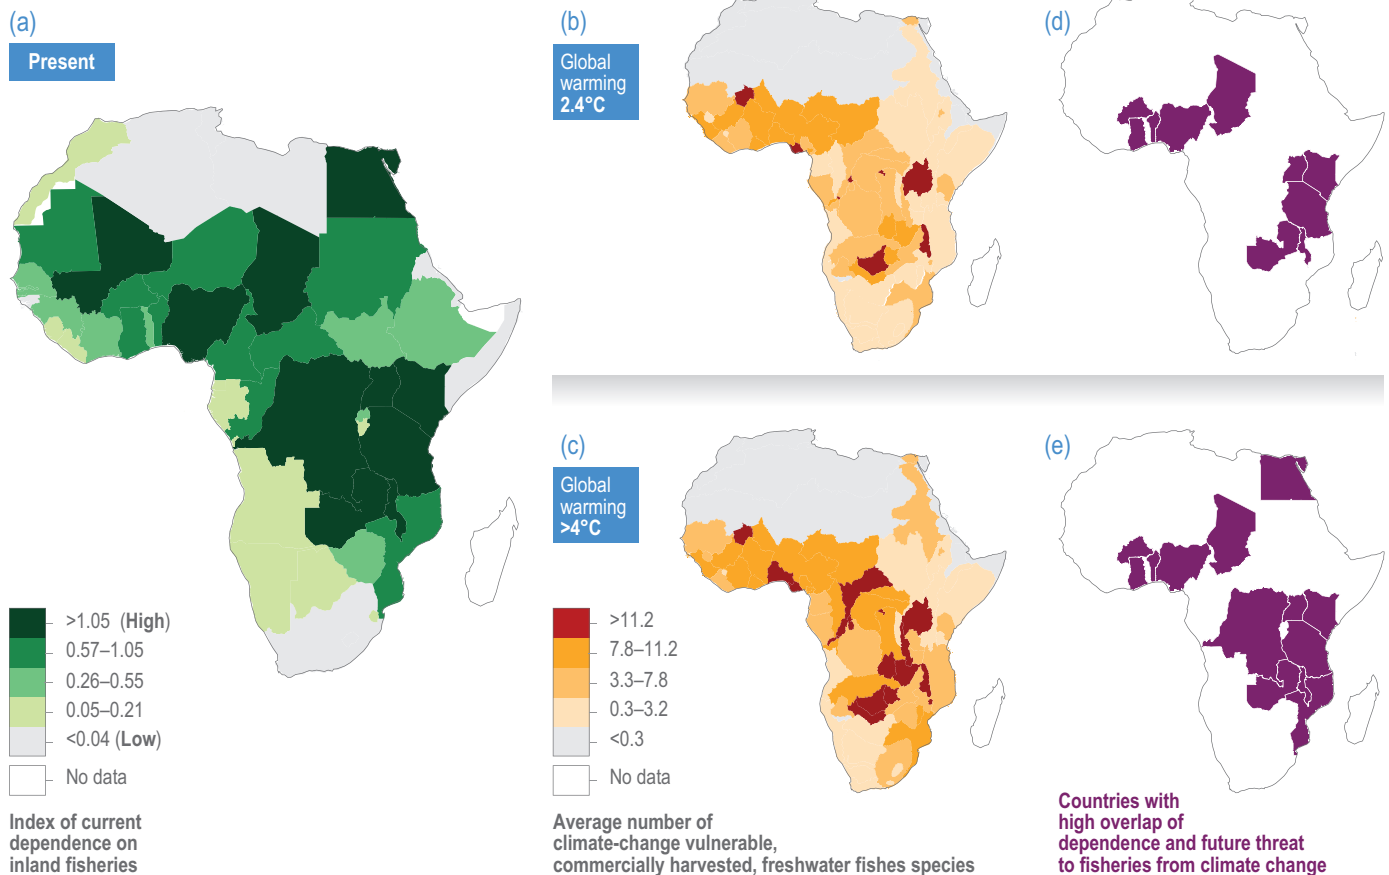 (a)
Present
>1.05 (High)
0.57–1.05
0.26–0.55
0.05–0.21
<0.04 (Low)
No data
Index of current
dependence on
inland fisheries
(b)
Global
warming
2.4°C
(c)
Global
warming
>4°C
>11.2
7.8–11.2
3.3–7.8
0.3–3.2
<0.3
No data
Average number of
climate-change vulnerable,
commercially harvested, freshwater fishes species
(d)
(e)
Countries with
high overlap of
dependence and future threat
to fisheries from climate change